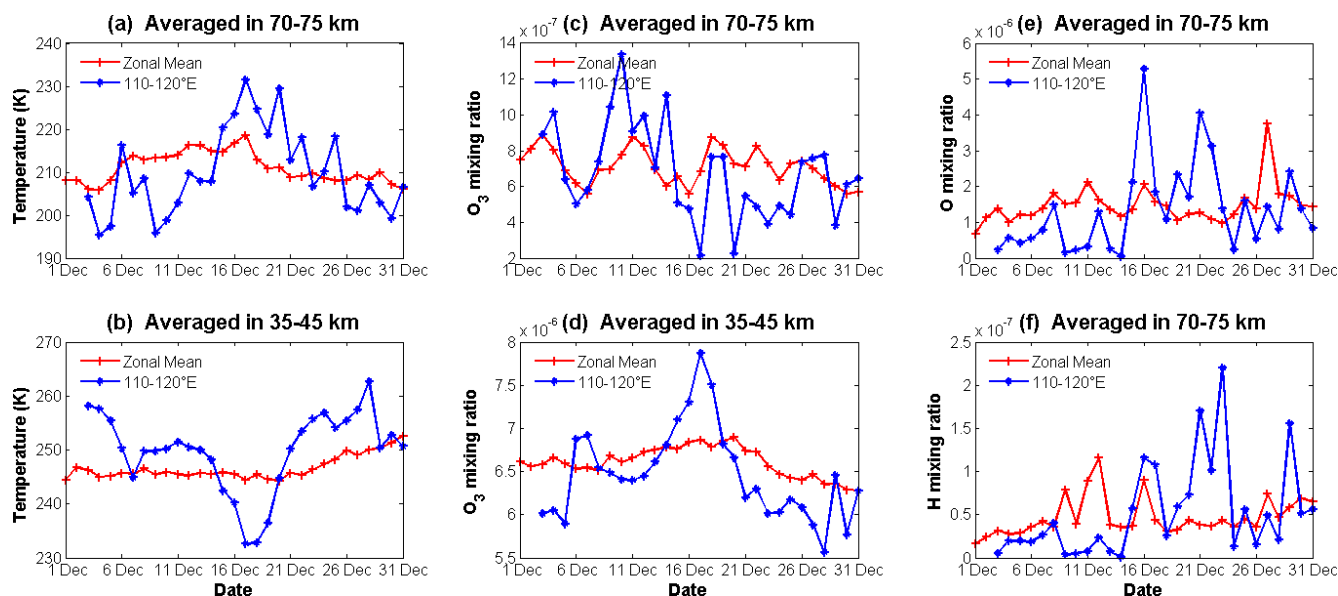 (a) Averaged in 70-75 km
240
230
220
210
200
190
Temperature (K)
Zonal Mean
110-120°E
1 Dec 6 Dec 11 Dec 16 Dec 21 Dec 26 Dec 31 Dec
(c) Averaged in 70-75 km
x 10-7
14
12
10
8
6
4
2
O3 mixing ratio
Zonal Mean
110-120°E
1 Dec 6 Dec 11 Dec 16 Dec 21 Dec 26 Dec 31 Dec
(e) Averaged in 70-75 km
x 10-6
6
5
4
3
2
1
0
O mixing ratio
Zonal Mean
110-120°E
1 Dec 6 Dec 11 Dec 16 Dec 21 Dec 26 Dec 31 Dec
(b) Averaged in 35-45 km
270
260
250
240
230
Temperature (K)
Zonal Mean
110-120°E
1 Dec 6 Dec 11 Dec 16 Dec 21 Dec 26 Dec 31 Dec
Date
(d) Averaged in 35-45 km
x 10-6
8
7.5
7
6.5
6
5.5
O3 mixing ratio
Zonal Mean
110-120°E
1 Dec 6 Dec 11 Dec 16 Dec 21 Dec 26 Dec 31 Dec
Date
(f) Averaged in 70-75 km
x 10-7
2.5
2
1.5
1
0.5
0
H mixing ratio
Zonal Mean
110-120°E
1 Dec 6 Dec 11 Dec 16 Dec 21 Dec 26 Dec 31 Dec
Date